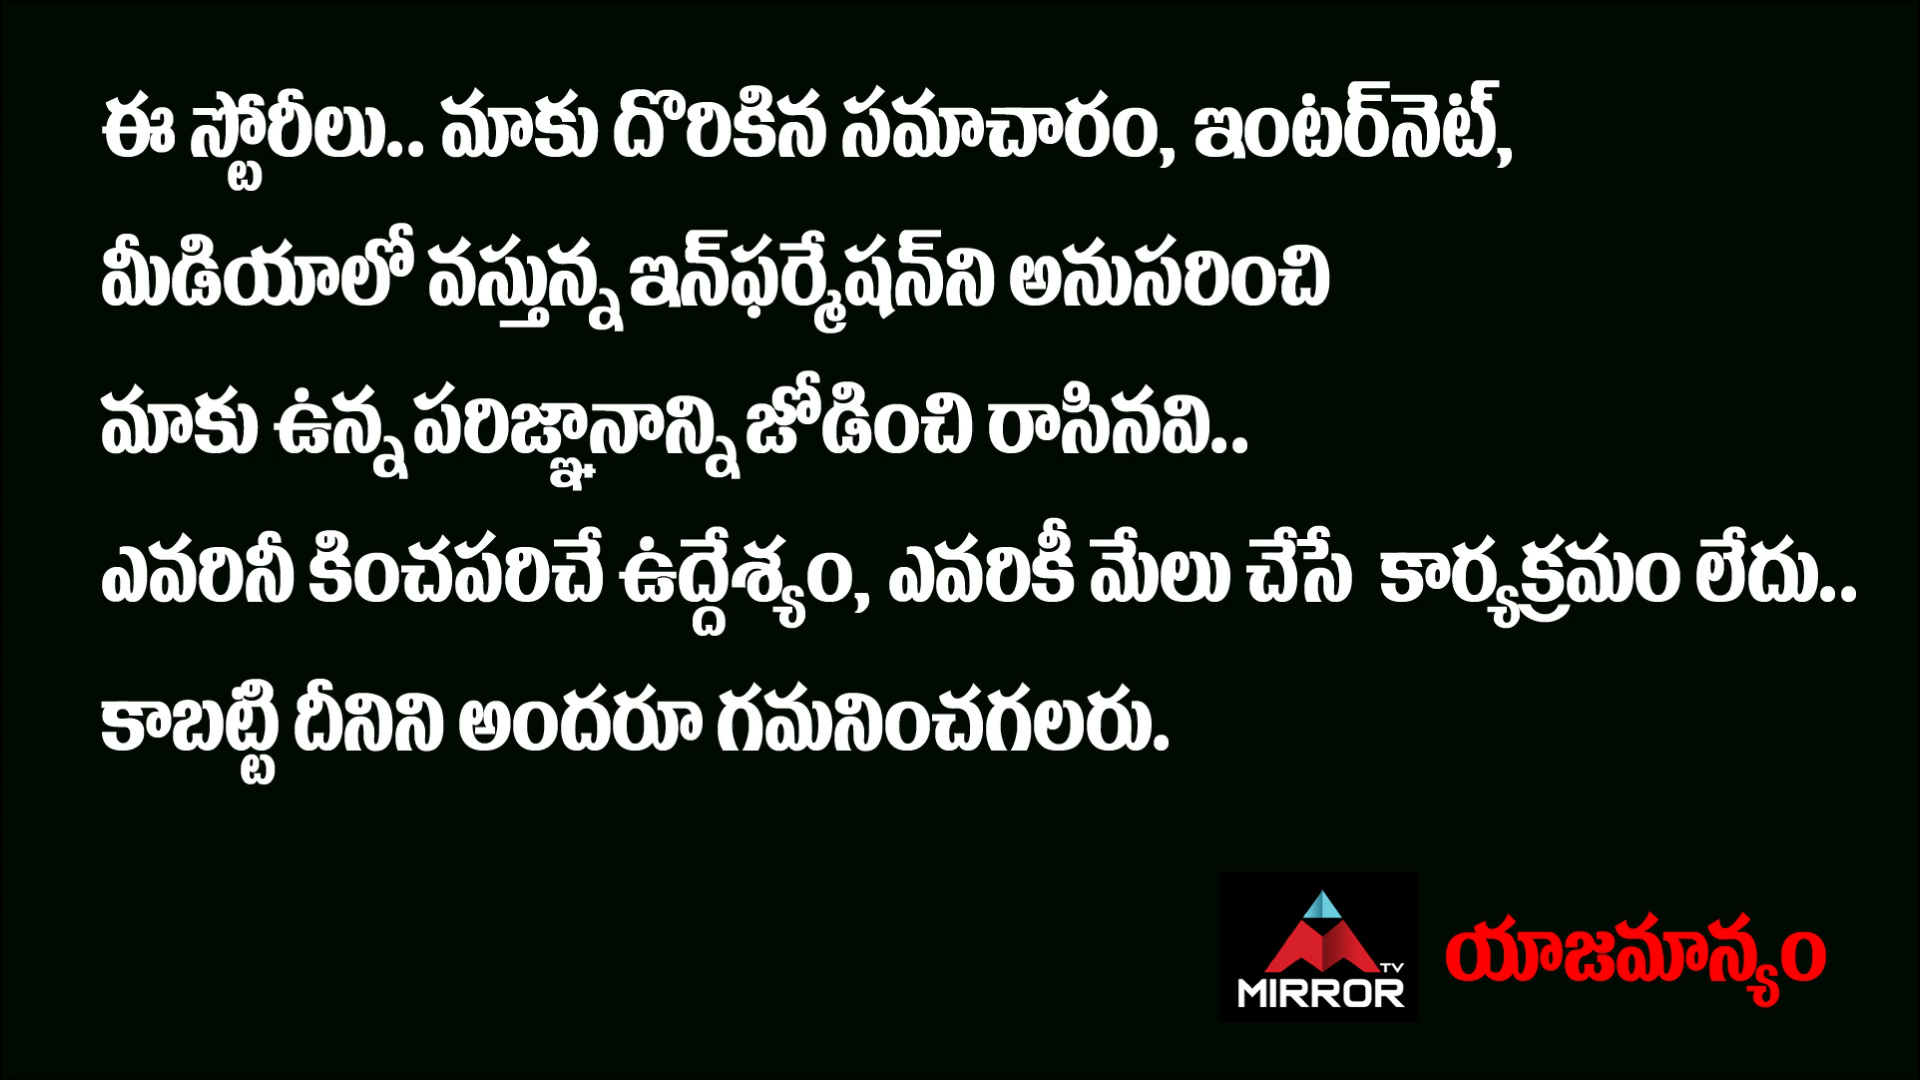 ఈ స్టోరీలు.. మాకు దొరికిన సమాచారం, ఇంటర్‌నెట్,
మీడియాలో వస్తున్న ఇన్‌ఫర్మేషన్‌ని అనుసరించి
మాకు ఉన్న పరిజ్ఞానాన్ని జోడించి రాసినవి..
ఎవరినీ కించపరిచే ఉద్దేశ్యం, ఎవరికీ మేలు చేసే కార్యక్రమం లేదు..
కాబట్టి దీనిని అందరూ గమనించగలరు.
TV
MIRROR
యాజమాన్యం